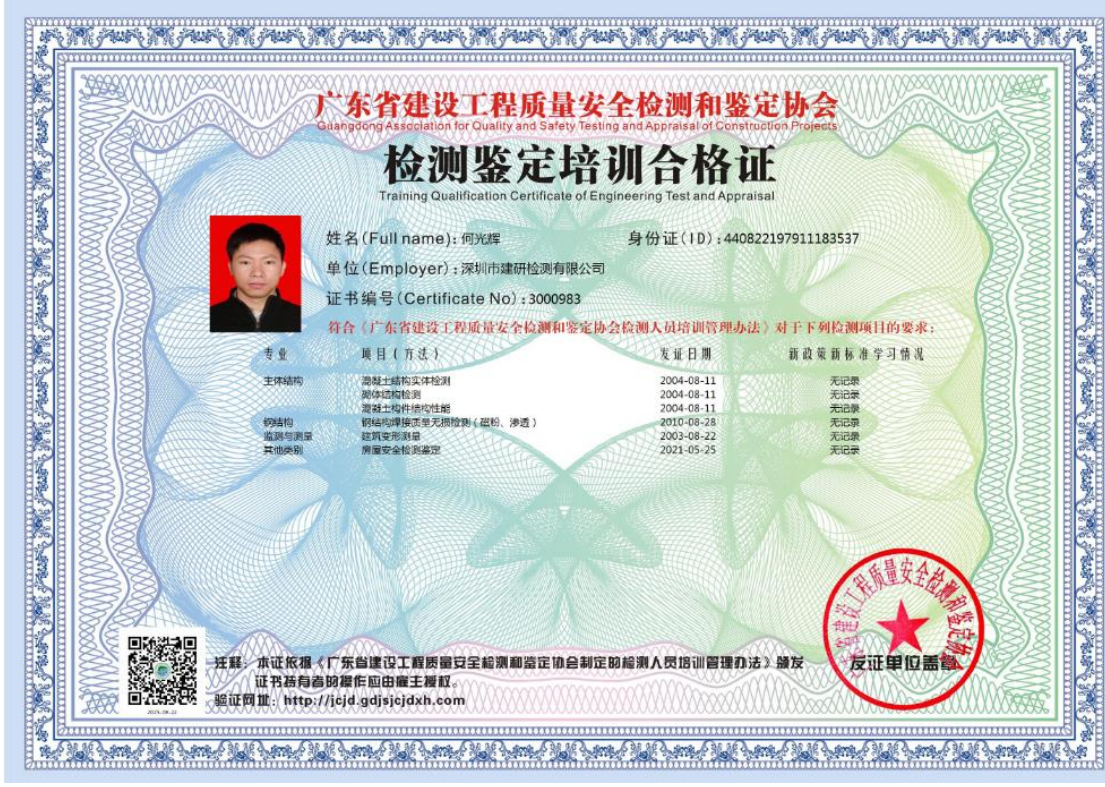 广东省建设工程质量安全检测和鉴定协会
Guangdong Association for Quality and Safety Testing and Appraisal of Construction Projects
检测鉴定培训合格证
Training Qualification Certificate of Engineering Test and Appraisal
姓名(Full name): 何光辉 身份证(ID): 440822197911183537
单位(Employer): 深圳市建研检测有限公司
证书编号(Certificate No): 3000983
符合《广东省建设工程质量安全检测和鉴定协会检测人员培训管理办法》对于下列检测项目的要求:
专业 项目(方法) 发证日期 新政策新标准学习情况
主体结构 混凝土结构实体检测 2004-08-11 无记录
砌体结构检测 2004-08-11 无记录
混凝土构件结构性能 2004-08-11 无记录
钢结构 钢结构焊接质量无损检测(磁粉、渗透) 2010-08-28 无记录
监测与测量 建筑变形测量 2003-08-22 无记录
其他类别 房屋安全检测鉴定 2021-05-25 无记录
注释: 本证依据《广东省建设工程质量安全检测和鉴定协会制定的检测人员培训管理办法》颁发
证书持有者的操作应由雇主授权。
验证网址: http://jcjd.gdjsjcjdxh.com
发证单位盖章
建设工程质量安全检测和鉴定协会